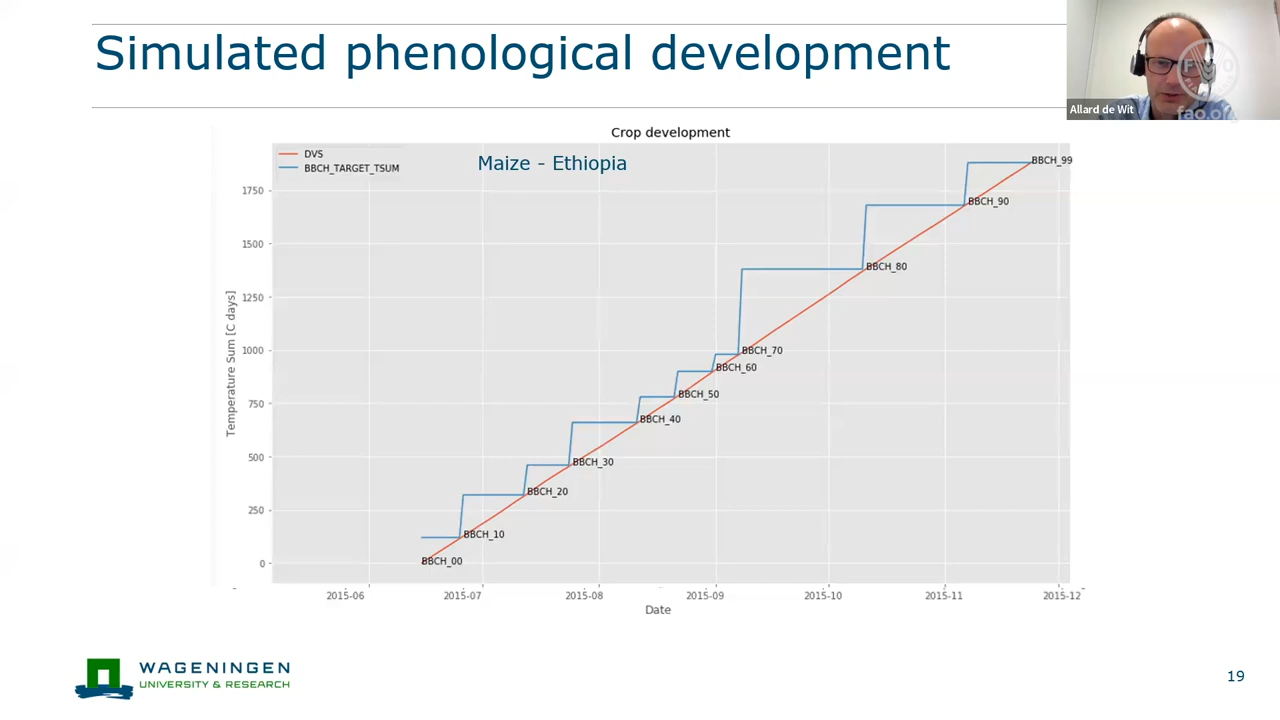 Simulated phenological development
Allard de Wit
fao.org
Crop development
DVS
BBCH_TARGET_TSUM
Maize - Ethiopia
BBCH_99
1750
BBCH_90
1500
BBCH_80
1250
Temperature Sum [C days]
1000
BBCH_70
BBCH_60
BBCH_50
750
BBCH_40
500
BBCH_30
BBCH_20
250
BBCH_10
0
BBCH_00
2015-06 2015-07 2015-08 2015-09 2015-10 2015-11 2015-12
Date
WAGENINGEN
UNIVERSITY & RESEARCH
19